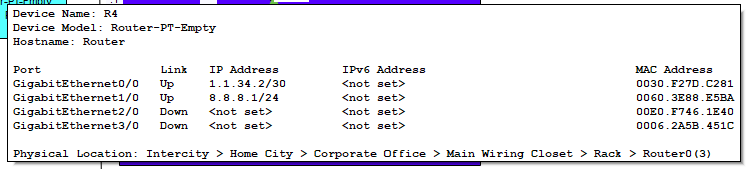 r-PT-Empty
Device Name: R4
Device Model: Router-PT-Empty
Hostname: Router
Port Link IP Address IPv6 Address MAC Address
GigabitEthernet0/0 Up 1.1.34.2/30 <not set> 0030.F27D.C281
GigabitEthernet1/0 Up 8.8.8.1/24 <not set> 0060.3E88.E5BA
GigabitEthernet2/0 Down <not set> <not set> 00E0.F746.1E40
GigabitEthernet3/0 Down <not set> <not set> 0006.2A5B.451C
Physical Location: Intercity > Home City > Corporate Office > Main Wiring Closet > Rack > Router0(3)